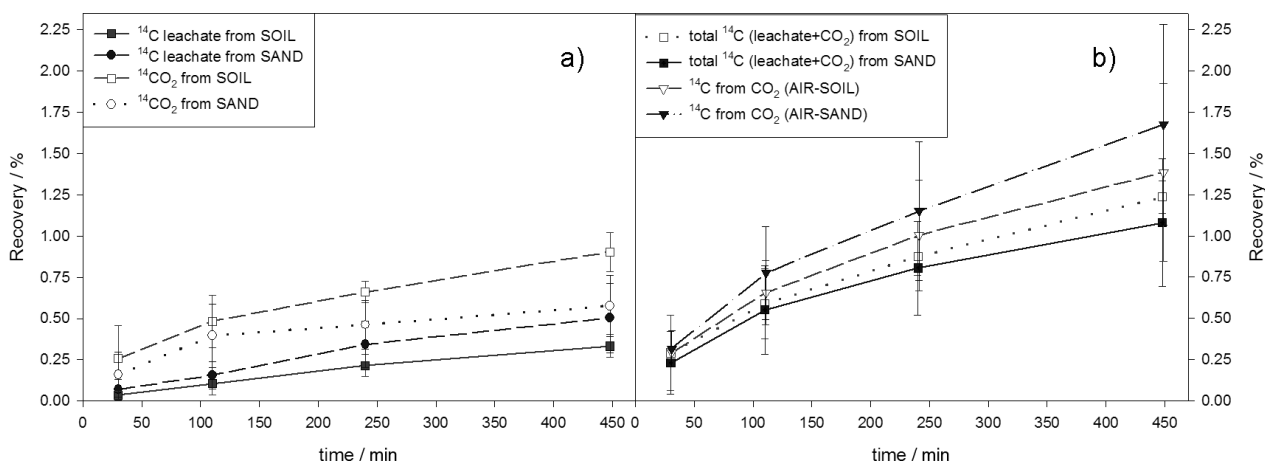 2.25
2.00
1.75
1.50
1.25
1.00
0.75
0.50
0.25
0.00
Recovery / %
¹⁴C leachate from SOIL
¹⁴C leachate from SAND
¹⁴CO₂ from SOIL
¹⁴CO₂ from SAND
a)
0 50 100 150 200 250 300 350 400 450
time / min
total ¹⁴C (leachate+CO₂) from SOIL
total ¹⁴C (leachate+CO₂) from SAND
¹⁴C from CO₂ (AIR-SOIL)
¹⁴C from CO₂ (AIR-SAND)
b)
0 50 100 150 200 250 300 350 400 450
time / min
2.25
2.00
1.75
1.50
1.25
1.00
0.75
0.50
0.25
0.00
Recovery / %